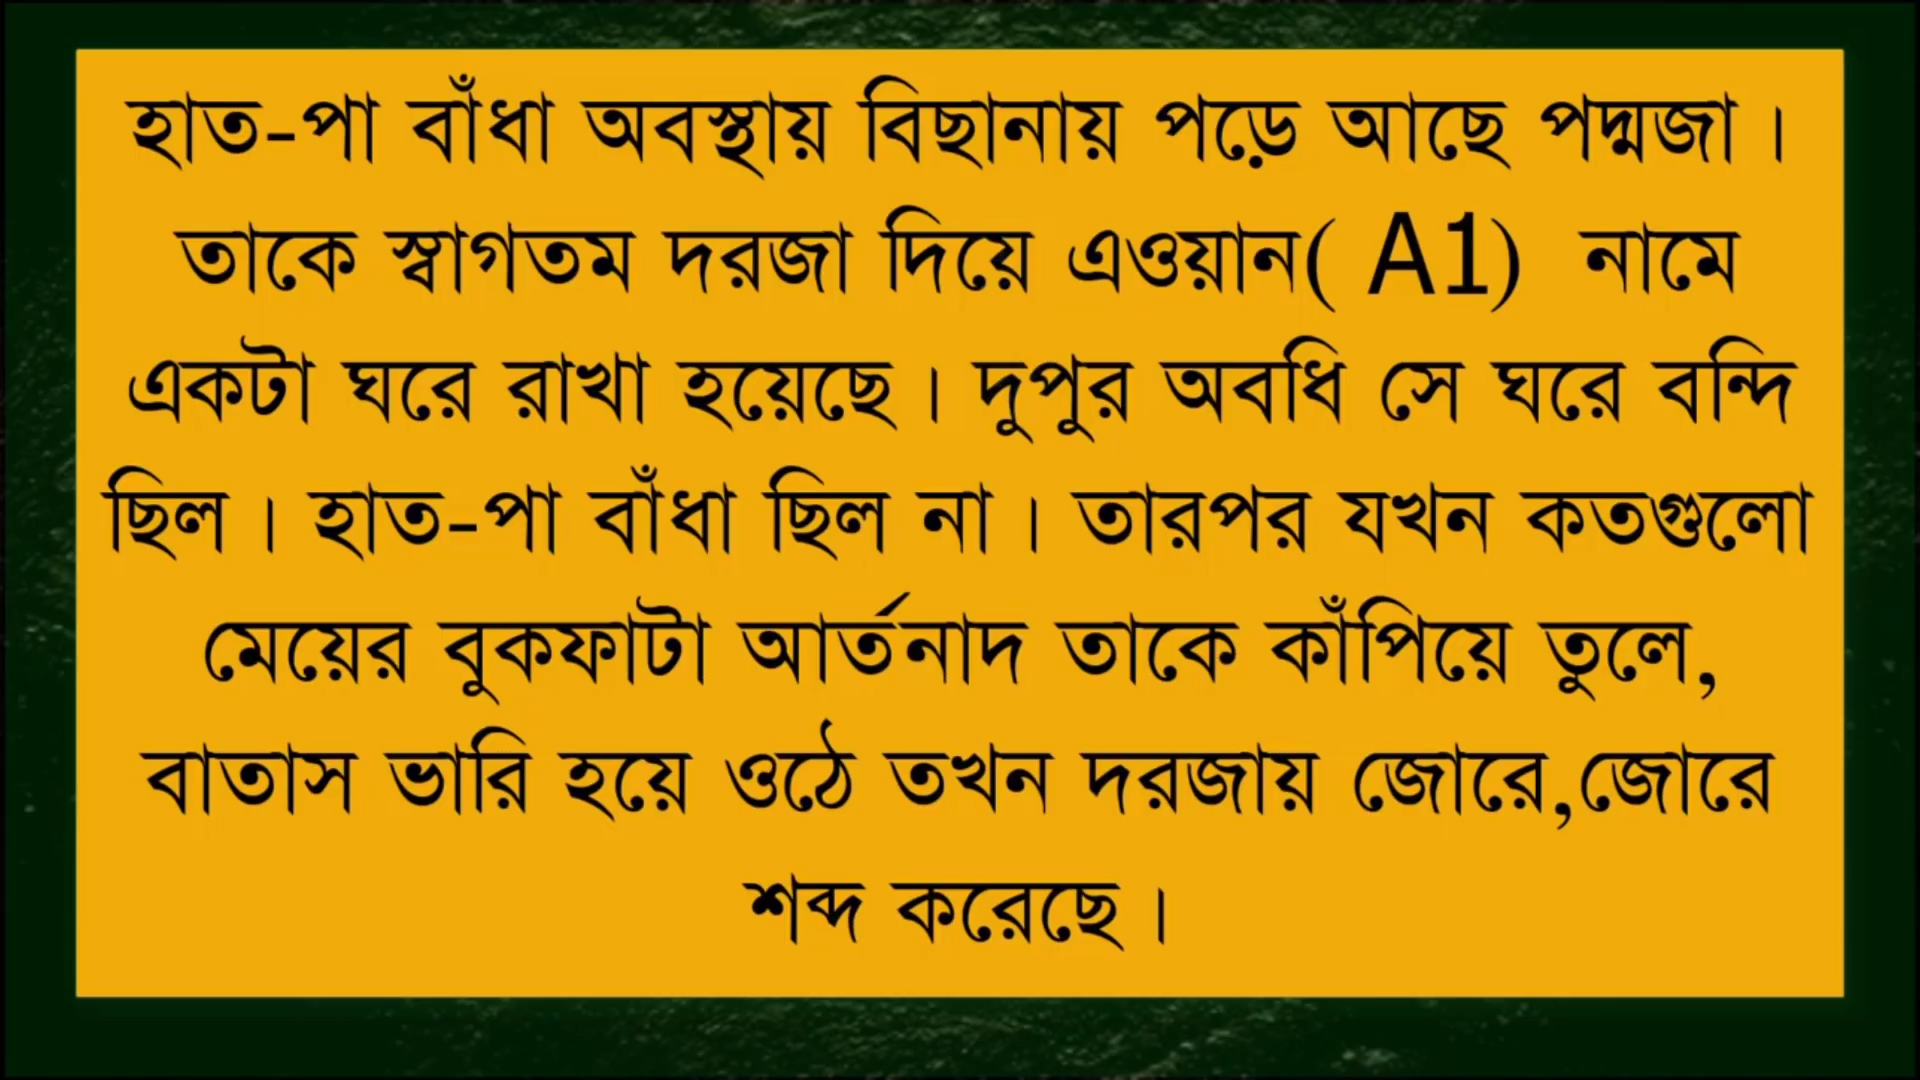 হাত-পা বাঁধা অবস্থায় বিছানায় পড়ে আছে পদ্মজা।
তাকে স্বাগতম দরজা দিয়ে এওয়ান( A1) নামে
একটা ঘরে রাখা হয়েছে। দুপুর অবধি সে ঘরে বন্দি
ছিল। হাত-পা বাঁধা ছিল না। তারপর যখন কতগুলো
মেয়ের বুকফাটা আর্তনাদ তাকে কাঁপিয়ে তুলে,
বাতাস ভারি হয়ে ওঠে তখন দরজায় জোরে,জোরে
শব্দ করেছে।